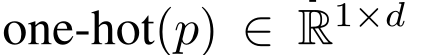 one-hot(p) ∈ ℝ^{1×d}